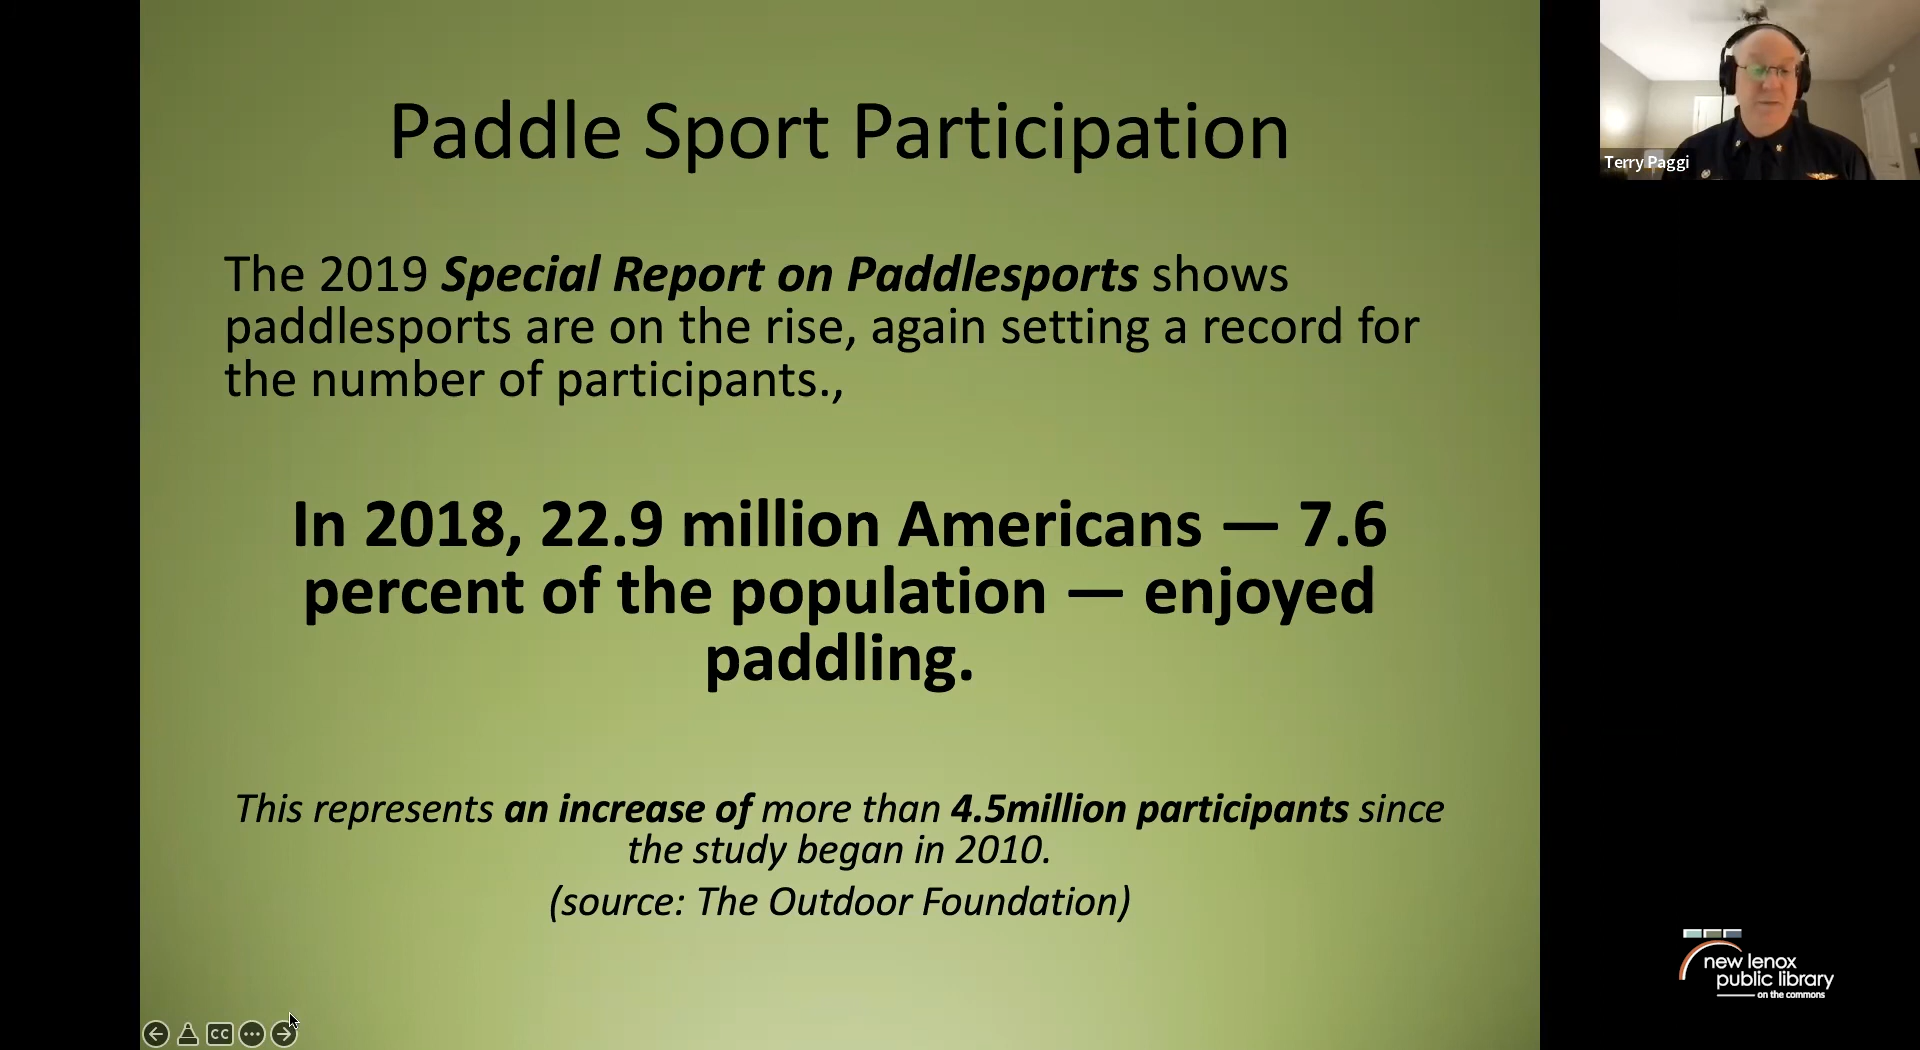 Paddle Sport Participation
The 2019 Special Report on Paddlesports shows
paddlesports are on the rise, again setting a record for
the number of participants.,
In 2018, 22.9 million Americans — 7.6
percent of the population — enjoyed
paddling.
This represents an increase of more than 4.5million participants since
the study began in 2010.
(source: The Outdoor Foundation)
CC
Terry Paggi
new lenox
public library
on the commons